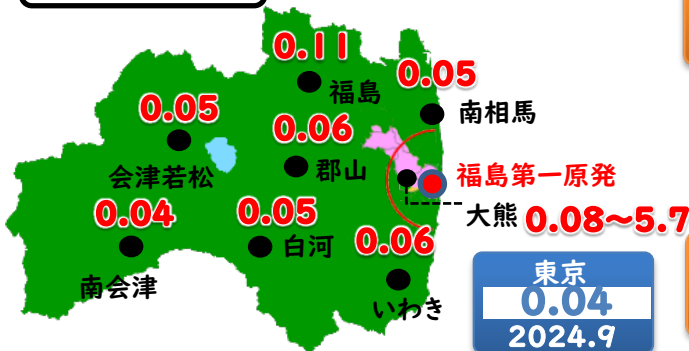 0.11
福島
0.05
南相馬
0.05
会津若松
0.06
郡山
福島第一原発
大熊 0.08～5.7
0.04
南会津
0.05
白河
0.06
いわき
東京
0.04
2024.9